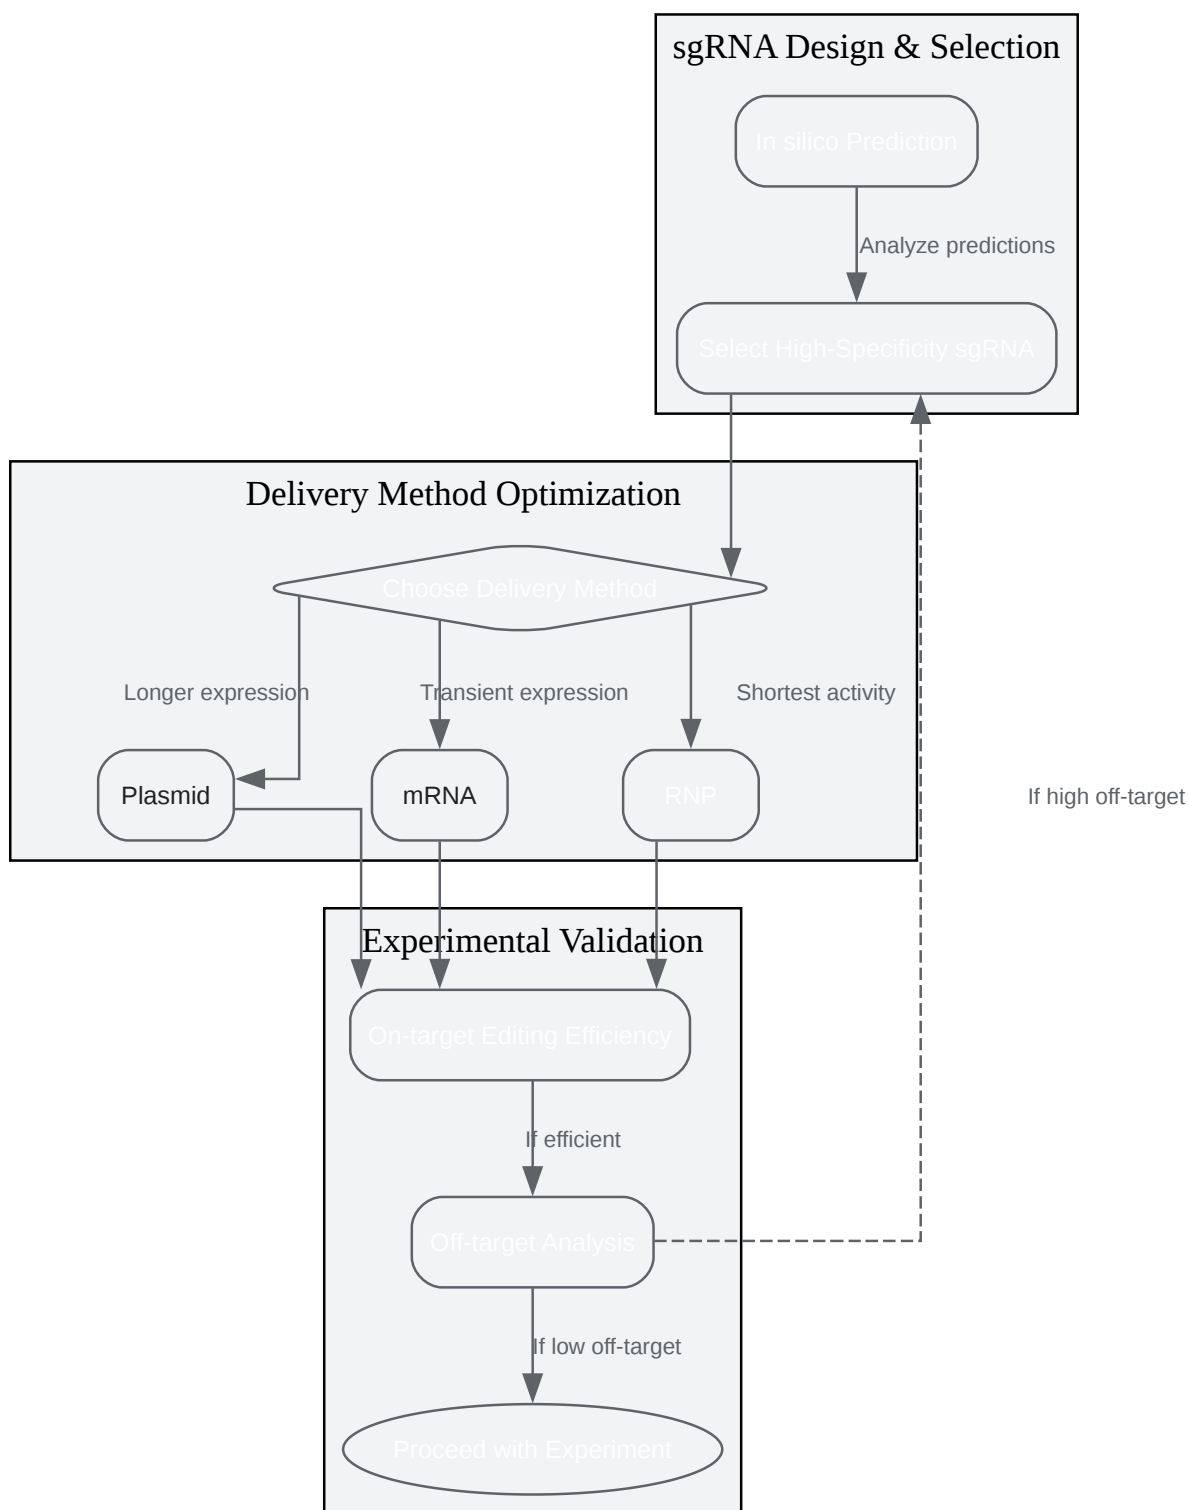 sgRNA Design & Selection
In silico Prediction
Analyze predictions
Select High-Specificity sgRNA
Delivery Method Optimization
Choose Delivery Method
Longer expression
Transient expression
Shortest activity
Plasmid
mRNA
RNP
If high off-target
Experimental Validation
On-target Editing Efficiency
If efficient
Off-target Analysis
If low off-target
Proceed with Experiment